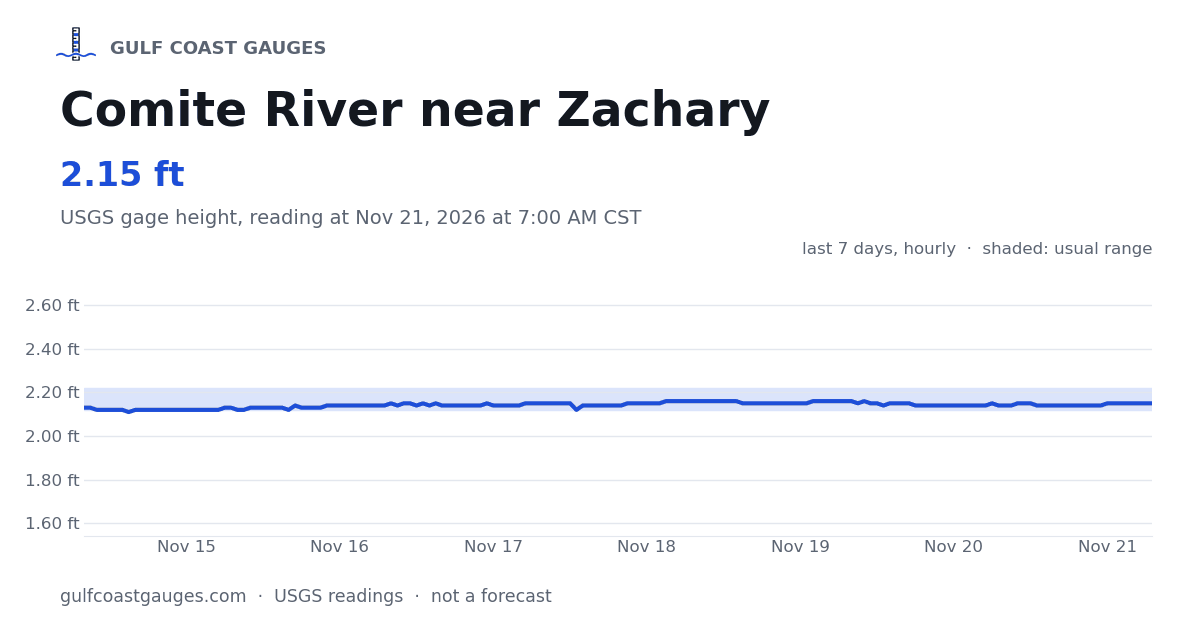 GULF COAST GAUGES
Comite River near Zachary
2.15 ft
USGS gage height, reading at Nov 21, 2026 at 7:00 AM CST
last 7 days, hourly · shaded: usual range
2.60 ft
2.40 ft
2.20 ft
2.00 ft
1.80 ft
1.60 ft
Nov 15 Nov 16 Nov 17 Nov 18 Nov 19 Nov 20 Nov 21
gulfcoastgauges.com · USGS readings · not a forecast